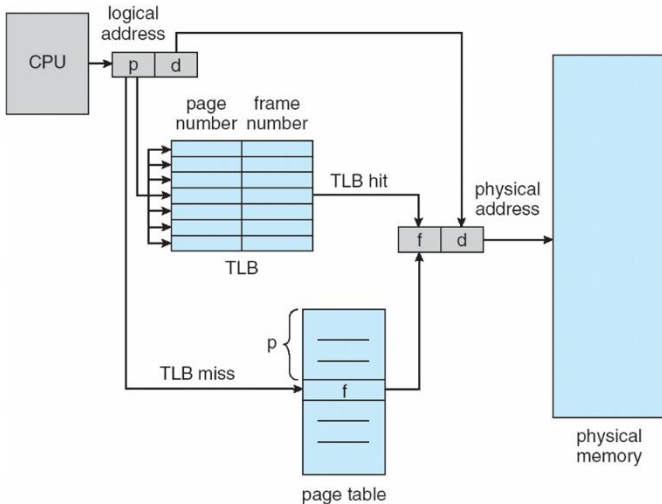 logical
address
CPU
p
d
page
number
frame
number
TLB hit
physical
address
f
d
TLB
p
TLB miss
f
page table
physical
memory